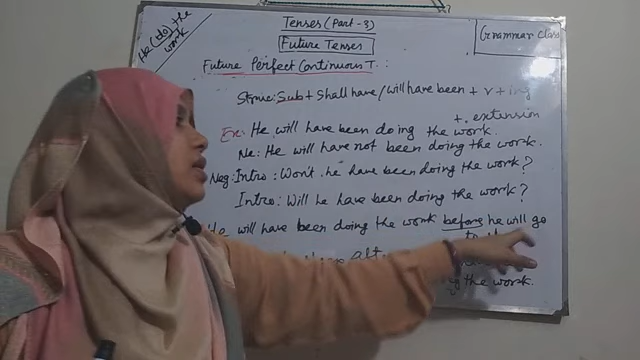 Tenses (Part-3)
Grammar Class
He (do) the
work
Future Tenses
Future Perfect Continuous T.:
Struc: Sub + shall have/will have been + v + ing
+ extension
Ex: He will have been doing the work.
Ne: He will have not been doing the work.
Neg: Intro: Won't he have been doing the work?
Intro: Will he have been doing the work?
He will have been doing the work before he will go
the work.